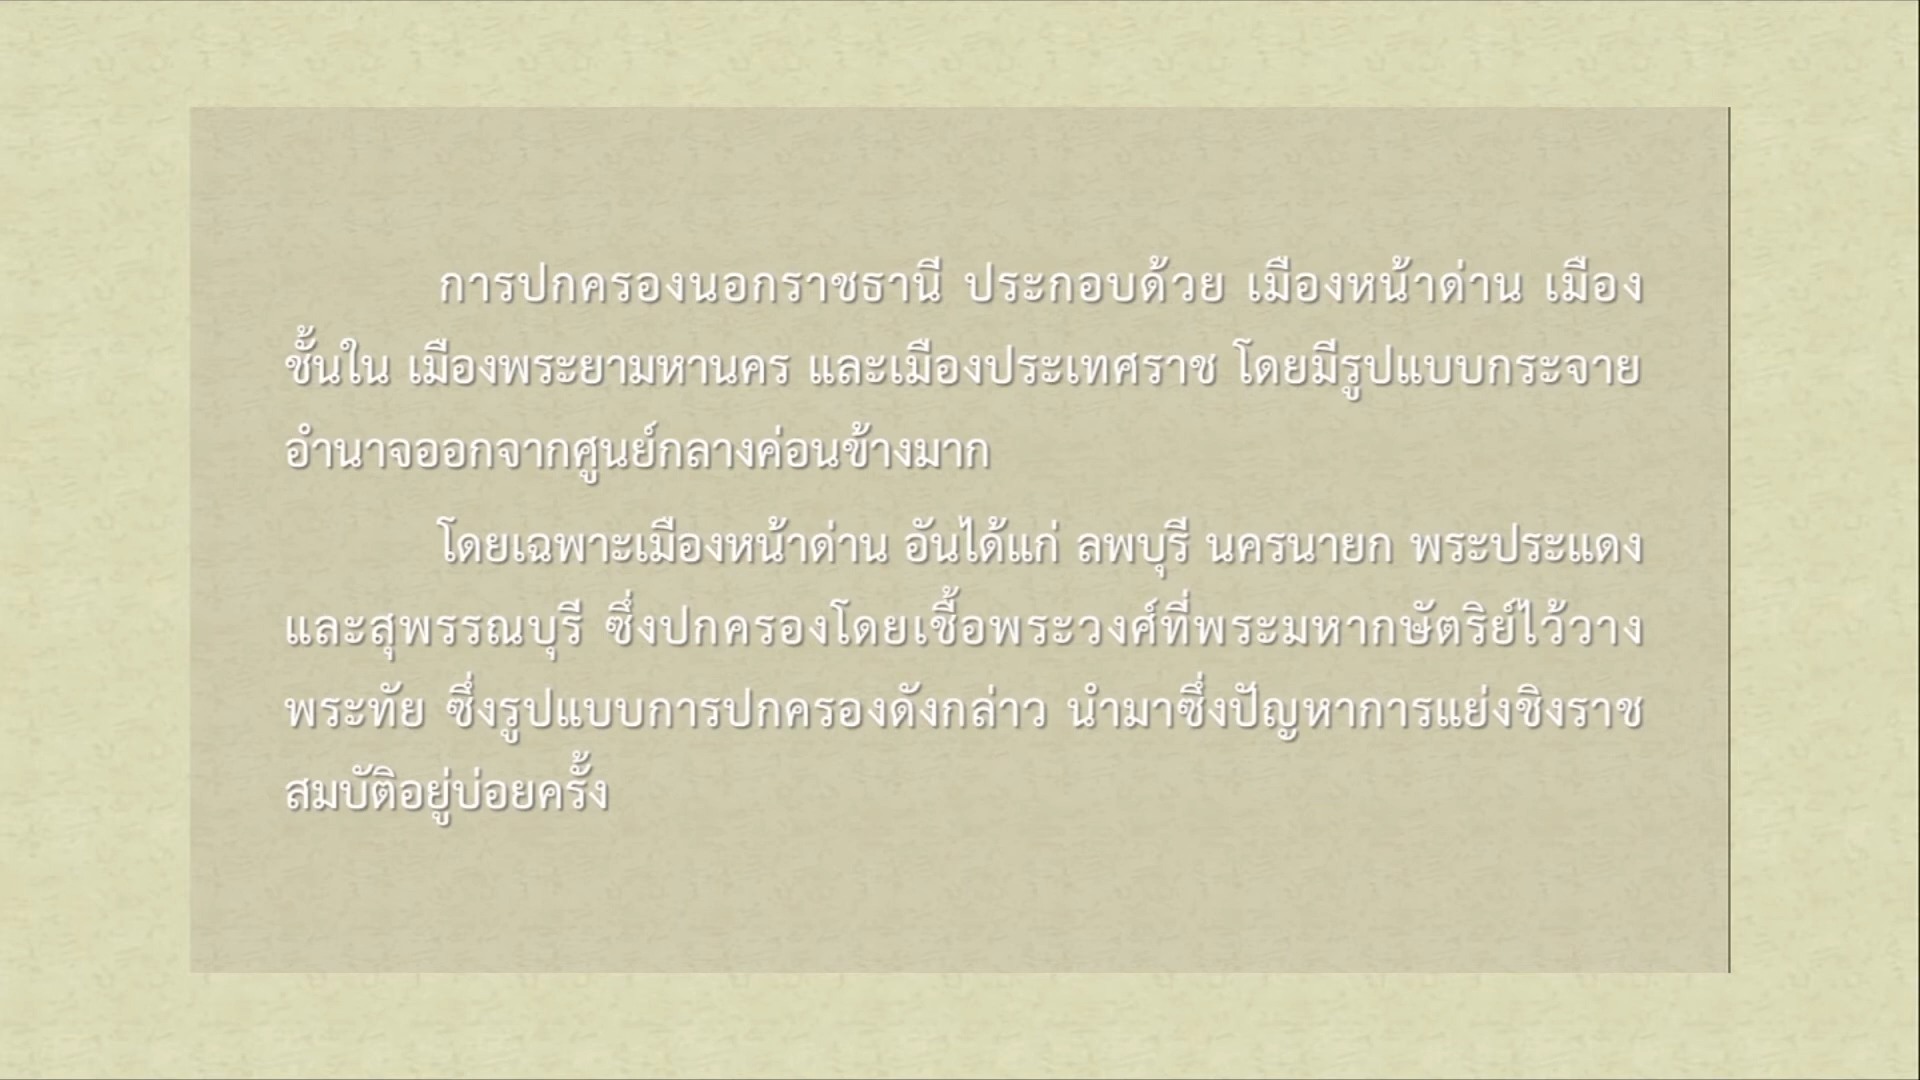 การปกครองนอกราชธานี ประกอบด้วย เมืองหน้าด่าน เมือง
ชั้นใน เมืองพระยามหานคร และเมืองประเทศราช โดยมีรูปแบบกระจาย
อำนาจออกจากศูนย์กลางค่อนข้างมาก
โดยเฉพาะเมืองหน้าด่าน อันได้แก่ ลพบุรี นครนายก พระประแดง
และสุพรรณบุรี ซึ่งปกครองโดยเชื้อพระวงศ์ที่พระมหากษัตริย์ไว้วาง
พระทัย ซึ่งรูปแบบการปกครองดังกล่าว นำมาซึ่งปัญหาการแย่งชิงราช
สมบัติอยู่บ่อยครั้ง